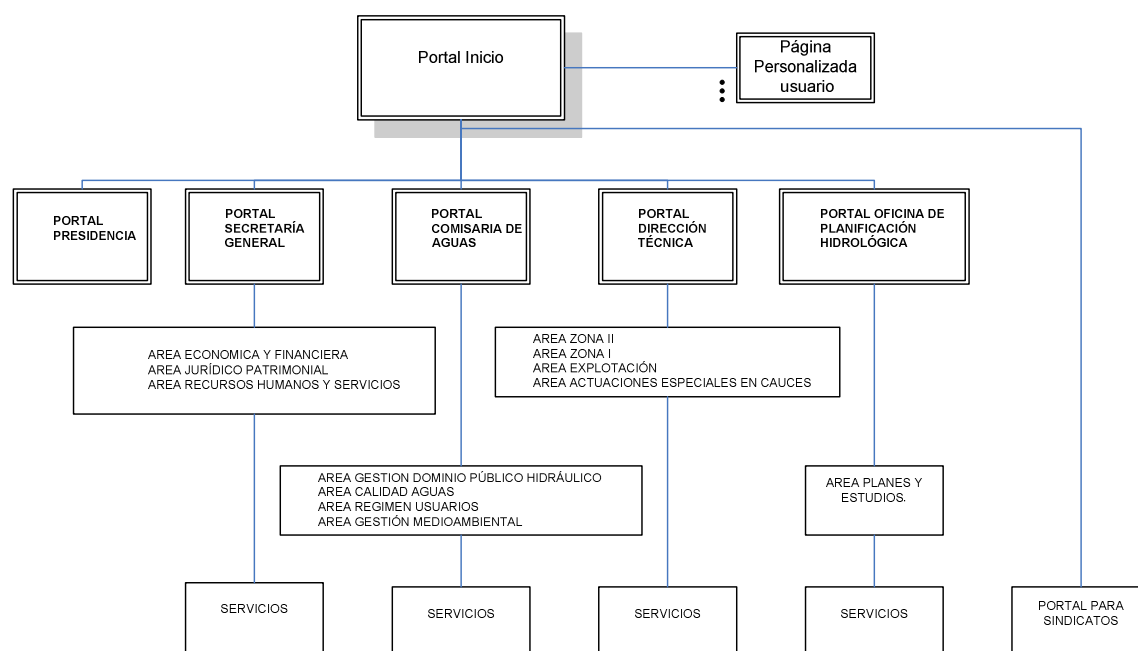 Portal Inicio
Página
Personalizada
usuario
PORTAL
PRESIDENCIA
PORTAL
SECRETARÍA
GENERAL
PORTAL
COMISARIA DE
AGUAS
PORTAL
DIRECCIÓN
TÉCNICA
PORTAL OFICINA DE
PLANIFICACIÓN
HIDROLÓGICA
AREA ECONOMICA Y FINANCIERA
AREA JURÍDICO PATRIMONIAL
AREA RECURSOS HUMANOS Y SERVICIOS
AREA ZONA II
AREA ZONA I
AREA EXPLOTACIÓN
AREA ACTUACIONES ESPECIALES EN CAUCES
AREA GESTION DOMINIO PÚBLICO HIDRÁULICO
AREA CALIDAD AGUAS
AREA REGIMEN USUARIOS
AREA GESTIÓN MEDIOAMBIENTAL
AREA PLANES Y
ESTUDIOS.
SERVICIOS
SERVICIOS
SERVICIOS
SERVICIOS
PORTAL PARA
SINDICATOS